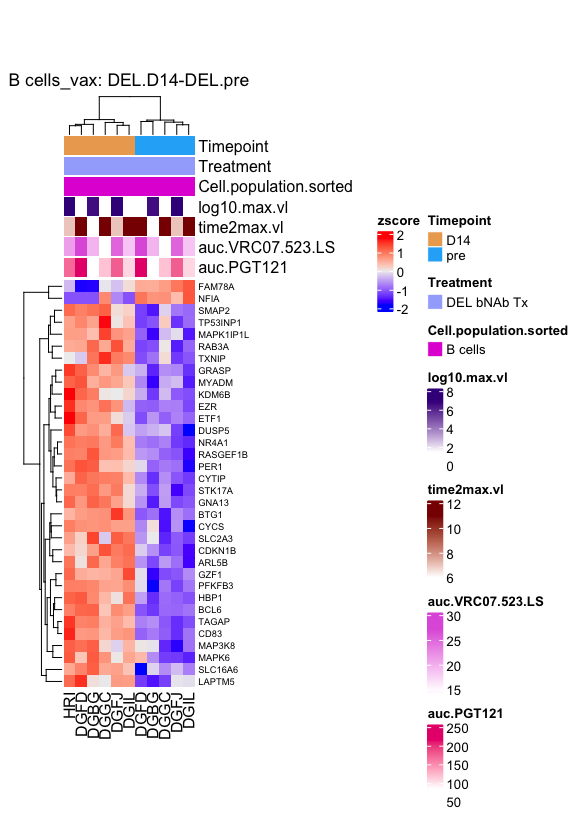 B cells_vax: DEL.D14-DEL.pre
Timepoint
Treatment
Cell.population.sorted
log10.max.vl
time2max.vl
auc.VRC07.523.LS
auc.PGT121
FAM78A
NFIA
SMAP2
TP53INP1
MAPK1IP1L
RAB3A
TXNIP
GRASP
MYADM
KDM6B
EZR
ETF1
DUSP5
NR4A1
RASGEF1B
PER1
CYTIP
STK17A
GNA13
BTG1
CYCS
SLC2A3
CDKN1B
ARL5B
GZF1
PFKFB3
HBP1
BCL6
TAGAP
CD83
MAP3K8
MAPK6
SLC16A6
LAPTM5
HRI
DGFD
DGBG
DGGC
DGFJ
DGIL
DGFD
DGBG
DGGC
DGFJ
DGIL
zscore
2
1
0
-1
-2
Timepoint
D14
pre
Treatment
DEL bNAb Tx
Cell.population.sorted
B cells
log10.max.vl
8
6
4
2
0
time2max.vl
12
10
8
6
auc.VRC07.523.LS
30
25
20
15
auc.PGT121
250
200
150
100
50